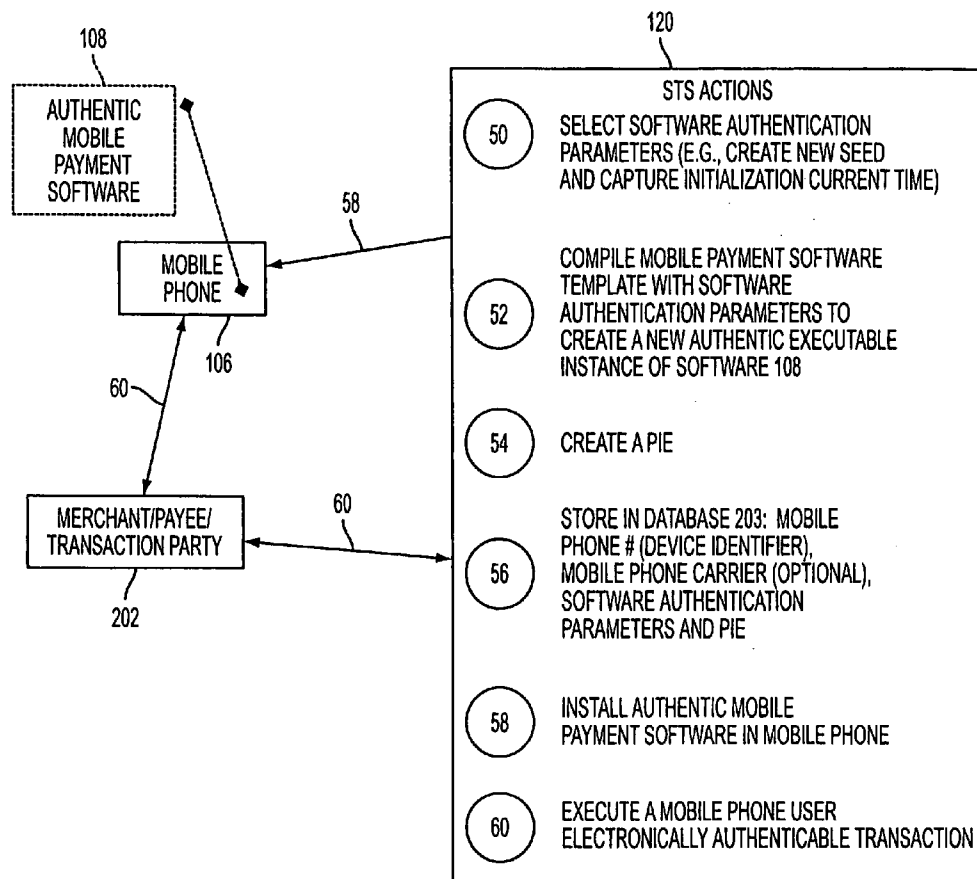 108
120
AUTHENTIC
MOBILE
PAYMENT
SOFTWARE
58
MOBILE
PHONE
106
60
MERCHANT/PAYEE/
TRANSACTION PARTY
202
60
STS ACTIONS
50
SELECT SOFTWARE AUTHENTICATION
PARAMETERS (E.G., CREATE NEW SEED
AND CAPTURE INITIALIZATION CURRENT TIME)
52
COMPILE MOBILE PAYMENT SOFTWARE
TEMPLATE WITH SOFTWARE
AUTHENTICATION PARAMETERS TO
CREATE A NEW AUTHENTIC EXECUTABLE
INSTANCE OF SOFTWARE 108
54
CREATE A PIE
56
STORE IN DATABASE 203: MOBILE
PHONE # (DEVICE IDENTIFIER),
MOBILE PHONE CARRIER (OPTIONAL),
SOFTWARE AUTHENTICATION
PARAMETERS AND PIE
58
INSTALL AUTHENTIC MOBILE
PAYMENT SOFTWARE IN MOBILE PHONE
60
EXECUTE A MOBILE PHONE USER
ELECTRONICALLY AUTHENTICABLE TRANSACTION